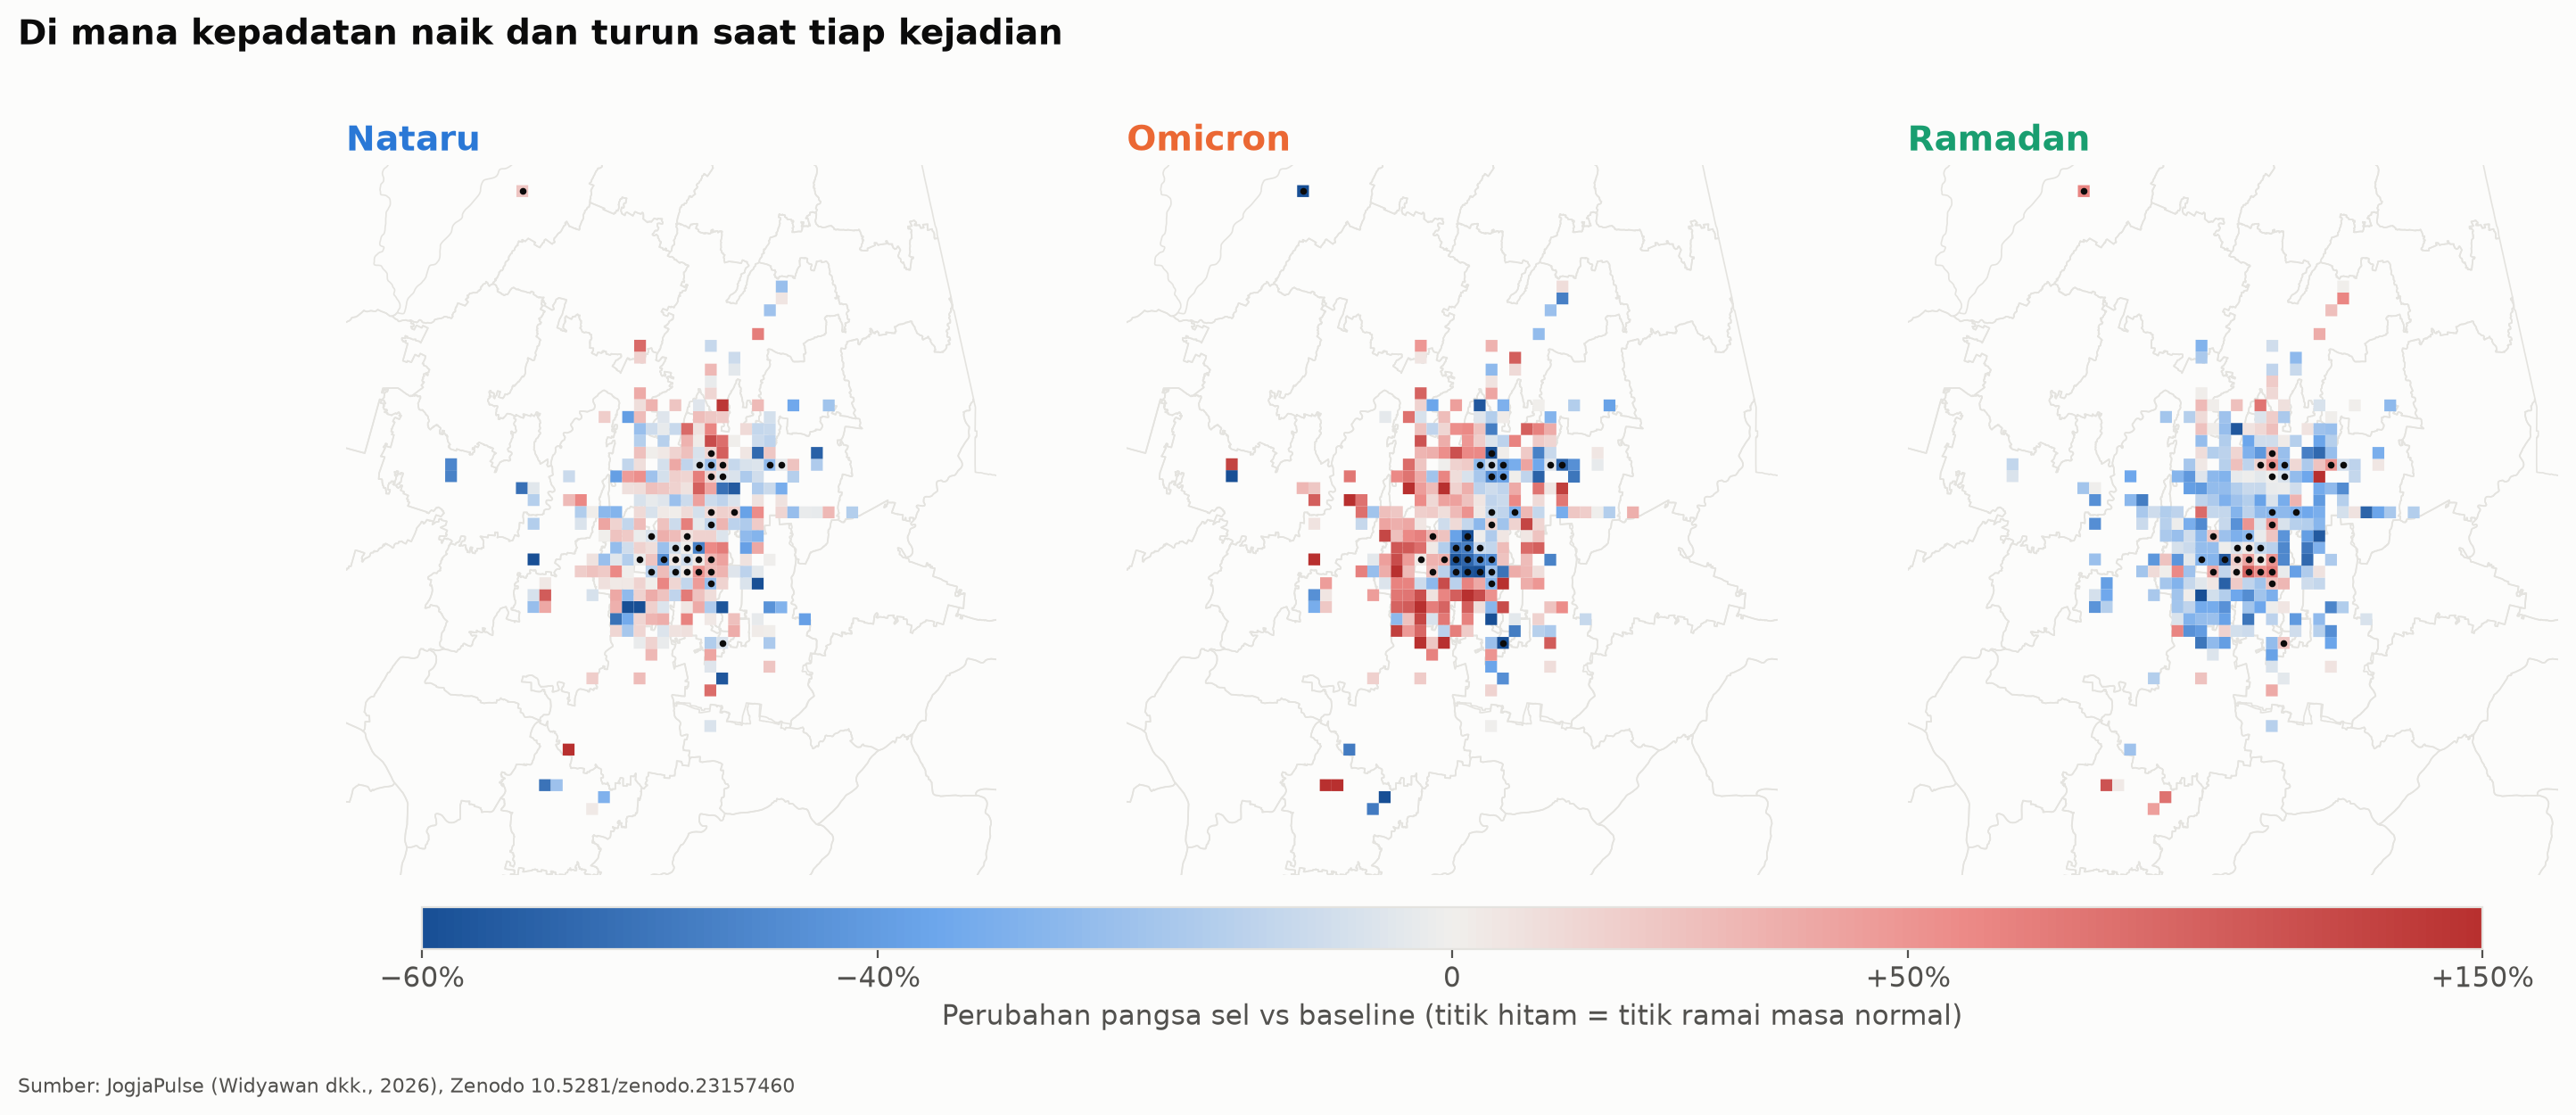 Di mana kepadatan naik dan turun saat tiap kejadian
Nataru
Omicron
Ramadan
−60%
−40%
0
+50%
+150%
Perubahan pangsa sel vs baseline (titik hitam = titik ramai masa normal)
Sumber: JogjaPulse (Widyawan dkk., 2026), Zenodo 10.5281/zenodo.23157460